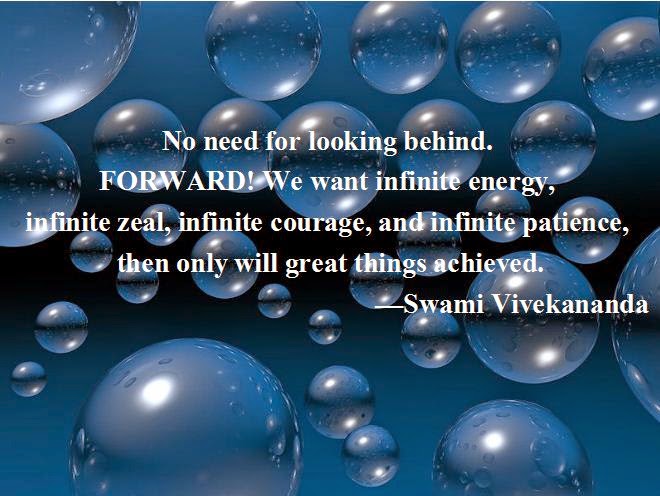 No need for looking behind.
FORWARD! We want infinite energy,
infinite zeal, infinite courage, and infinite patience,
then only will great things achieved.
—Swami Vivekananda